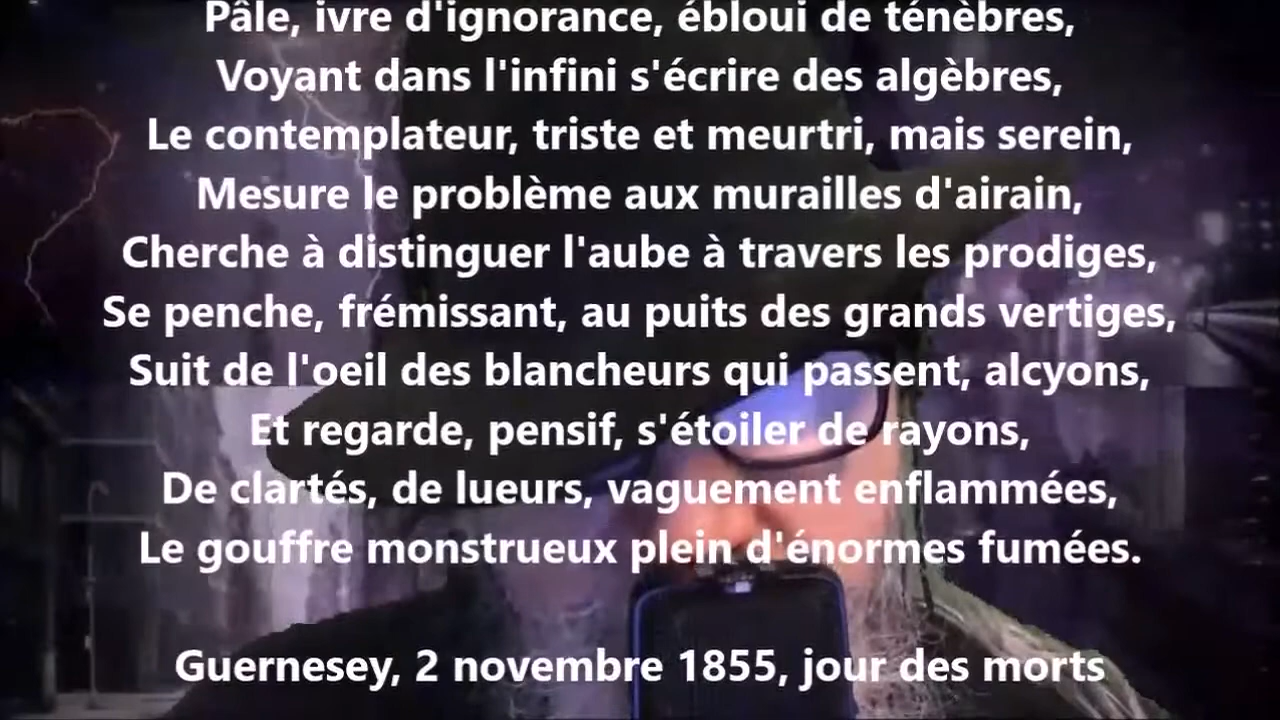 Pâle, ivre d'ignorance, ébloui de ténèbres,
Voyant dans l'infini s'écrire des algèbres,
Le contemplateur, triste et meurtri, mais serein,
Mesure le problème aux murailles d'airain,
Cherche à distinguer l'aube à travers les prodiges,
Se penche, frémissant, au puits des grands vertiges,
Suit de l'oeil des blancheurs qui passent, alcyons,
Et regarde, pensif, s'étoiler de rayons,
De clartés, de lueurs, vaguement enflammées,
Le gouffre monstrueux plein d'énormes fumées.
Guernesey, 2 novembre 1855, jour des morts